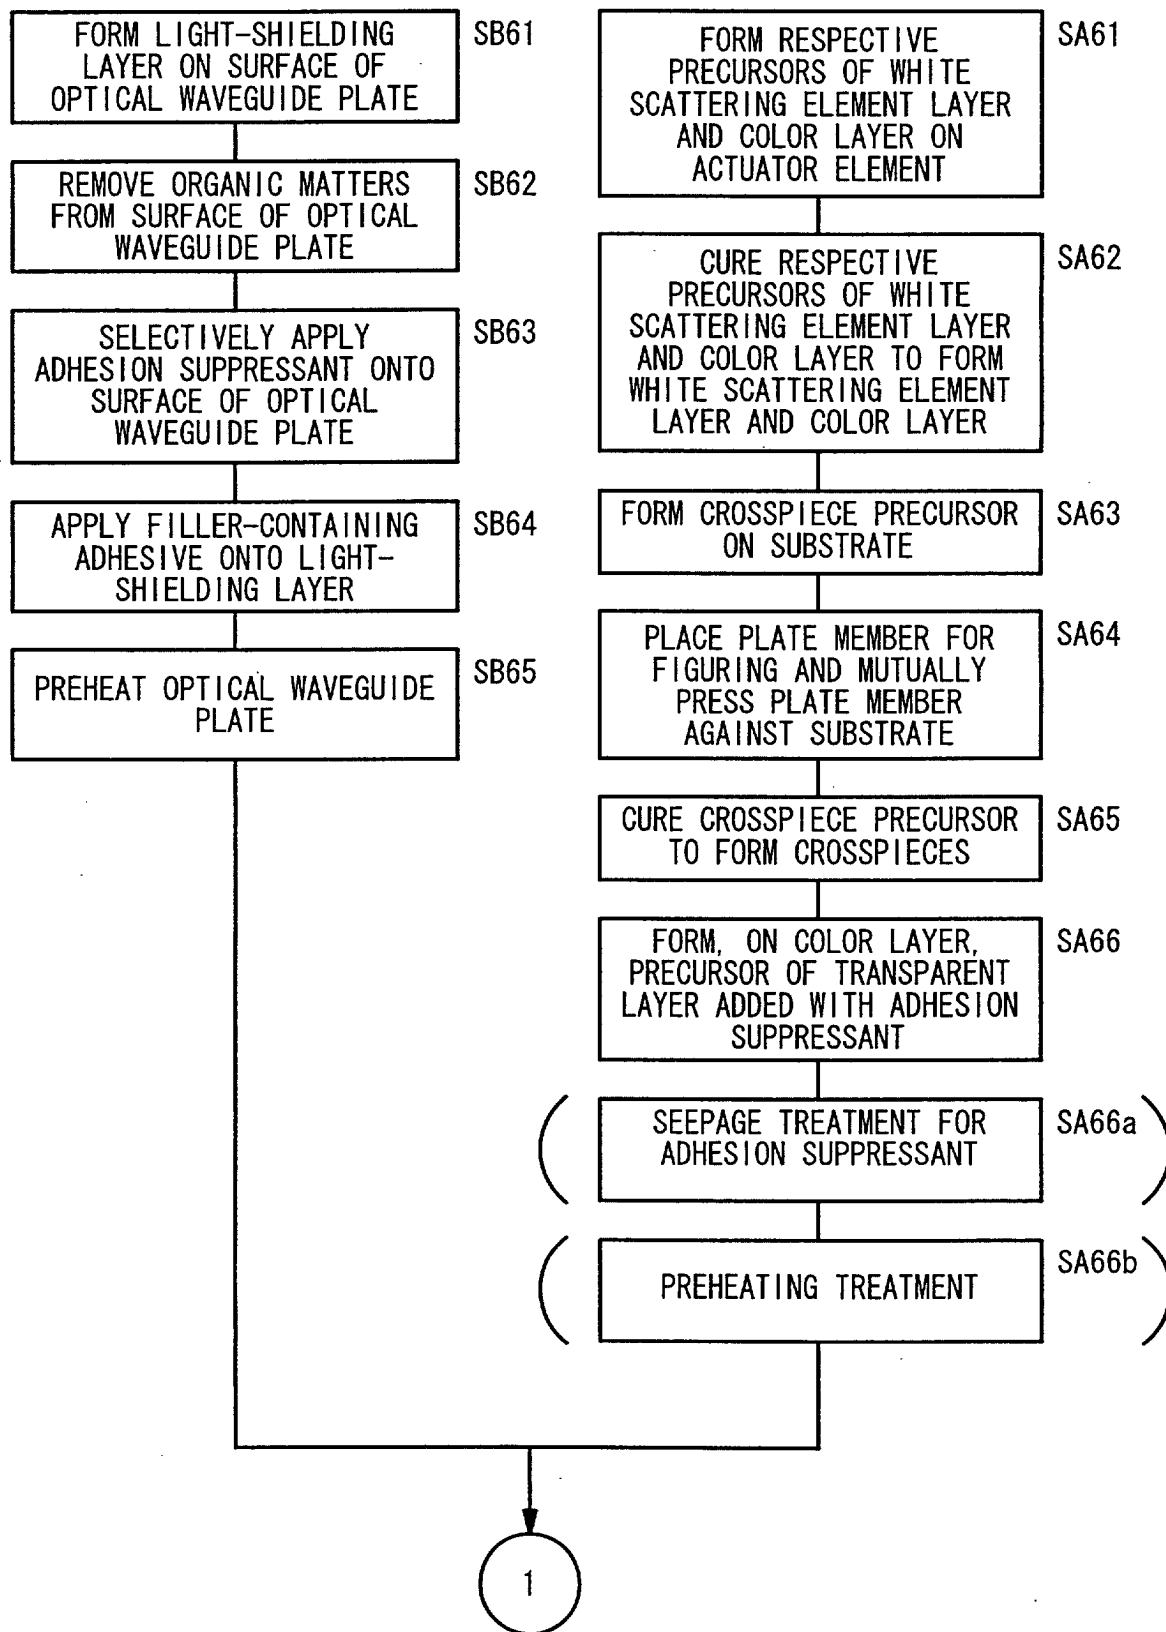 FORM LIGHT-SHIELDING
LAYER ON SURFACE OF
OPTICAL WAVEGUIDE PLATE
SB61
REMOVE ORGANIC MATTERS
FROM SURFACE OF OPTICAL
WAVEGUIDE PLATE
SB62
SELECTIVELY APPLY
ADHESION SUPPRESSANT ONTO
SURFACE OF OPTICAL
WAVEGUIDE PLATE
SB63
APPLY FILLER-CONTAINING
ADHESIVE ONTO LIGHT-
SHIELDING LAYER
SB64
PREHEAT OPTICAL WAVEGUIDE
PLATE
SB65
FORM RESPECTIVE
PRECURSORS OF WHITE
SCATTERING ELEMENT LAYER
AND COLOR LAYER ON
ACTUATOR ELEMENT
SA61
CURE RESPECTIVE
PRECURSORS OF WHITE
SCATTERING ELEMENT LAYER
AND COLOR LAYER TO FORM
WHITE SCATTERING ELEMENT
LAYER AND COLOR LAYER
SA62
FORM CROSSPIECE PRECURSOR
ON SUBSTRATE
SA63
PLACE PLATE MEMBER FOR
FIGURING AND MUTUALLY
PRESS PLATE MEMBER
AGAINST SUBSTRATE
SA64
CURE CROSSPIECE PRECURSOR
TO FORM CROSSPIECES
SA65
FORM, ON COLOR LAYER,
PRECURSOR OF TRANSPARENT
LAYER ADDED WITH ADHESION
SUPPRESSANT
SA66
( SEEPAGE TREATMENT FOR
ADHESION SUPPRESSANT
SA66a )
( PREHEATING TREATMENT
SA66b )
1